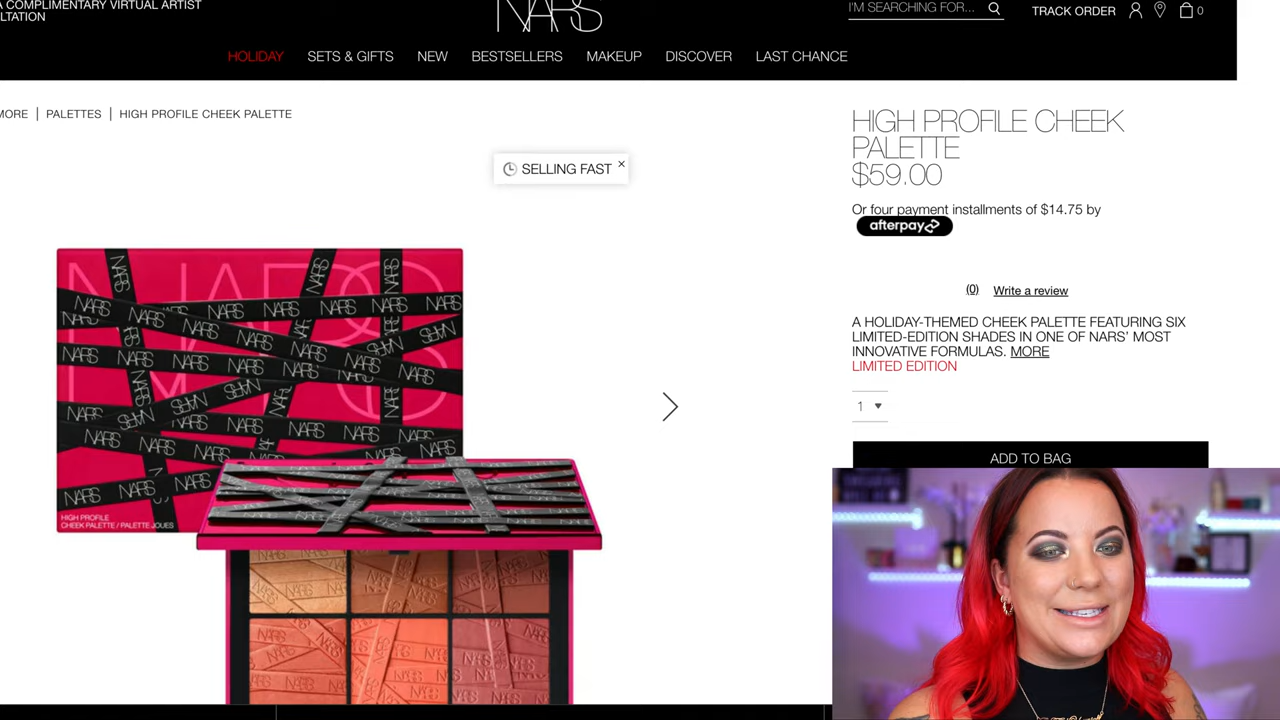 A COMPLIMENTARY VIRTUAL ARTIST
LTATION
NARS
I'M SEARCHING FOR...
TRACK ORDER
0
HOLIDAY
SETS & GIFTS
NEW
BESTSELLERS
MAKEUP
DISCOVER
LAST CHANCE
MORE | PALETTES | HIGH PROFILE CHEEK PALETTE
SELLING FAST ×
NARS
HIGH PROFILE
CHEEK PALETTE / PALETTE JOUES
HIGH PROFILE CHEEK
PALETTE
$59.00
Or four payment installments of $14.75 by
afterpay
(0) Write a review
A HOLIDAY-THEMED CHEEK PALETTE FEATURING SIX
LIMITED-EDITION SHADES IN ONE OF NARS' MOST
INNOVATIVE FORMULAS. MORE
LIMITED EDITION
1
ADD TO BAG